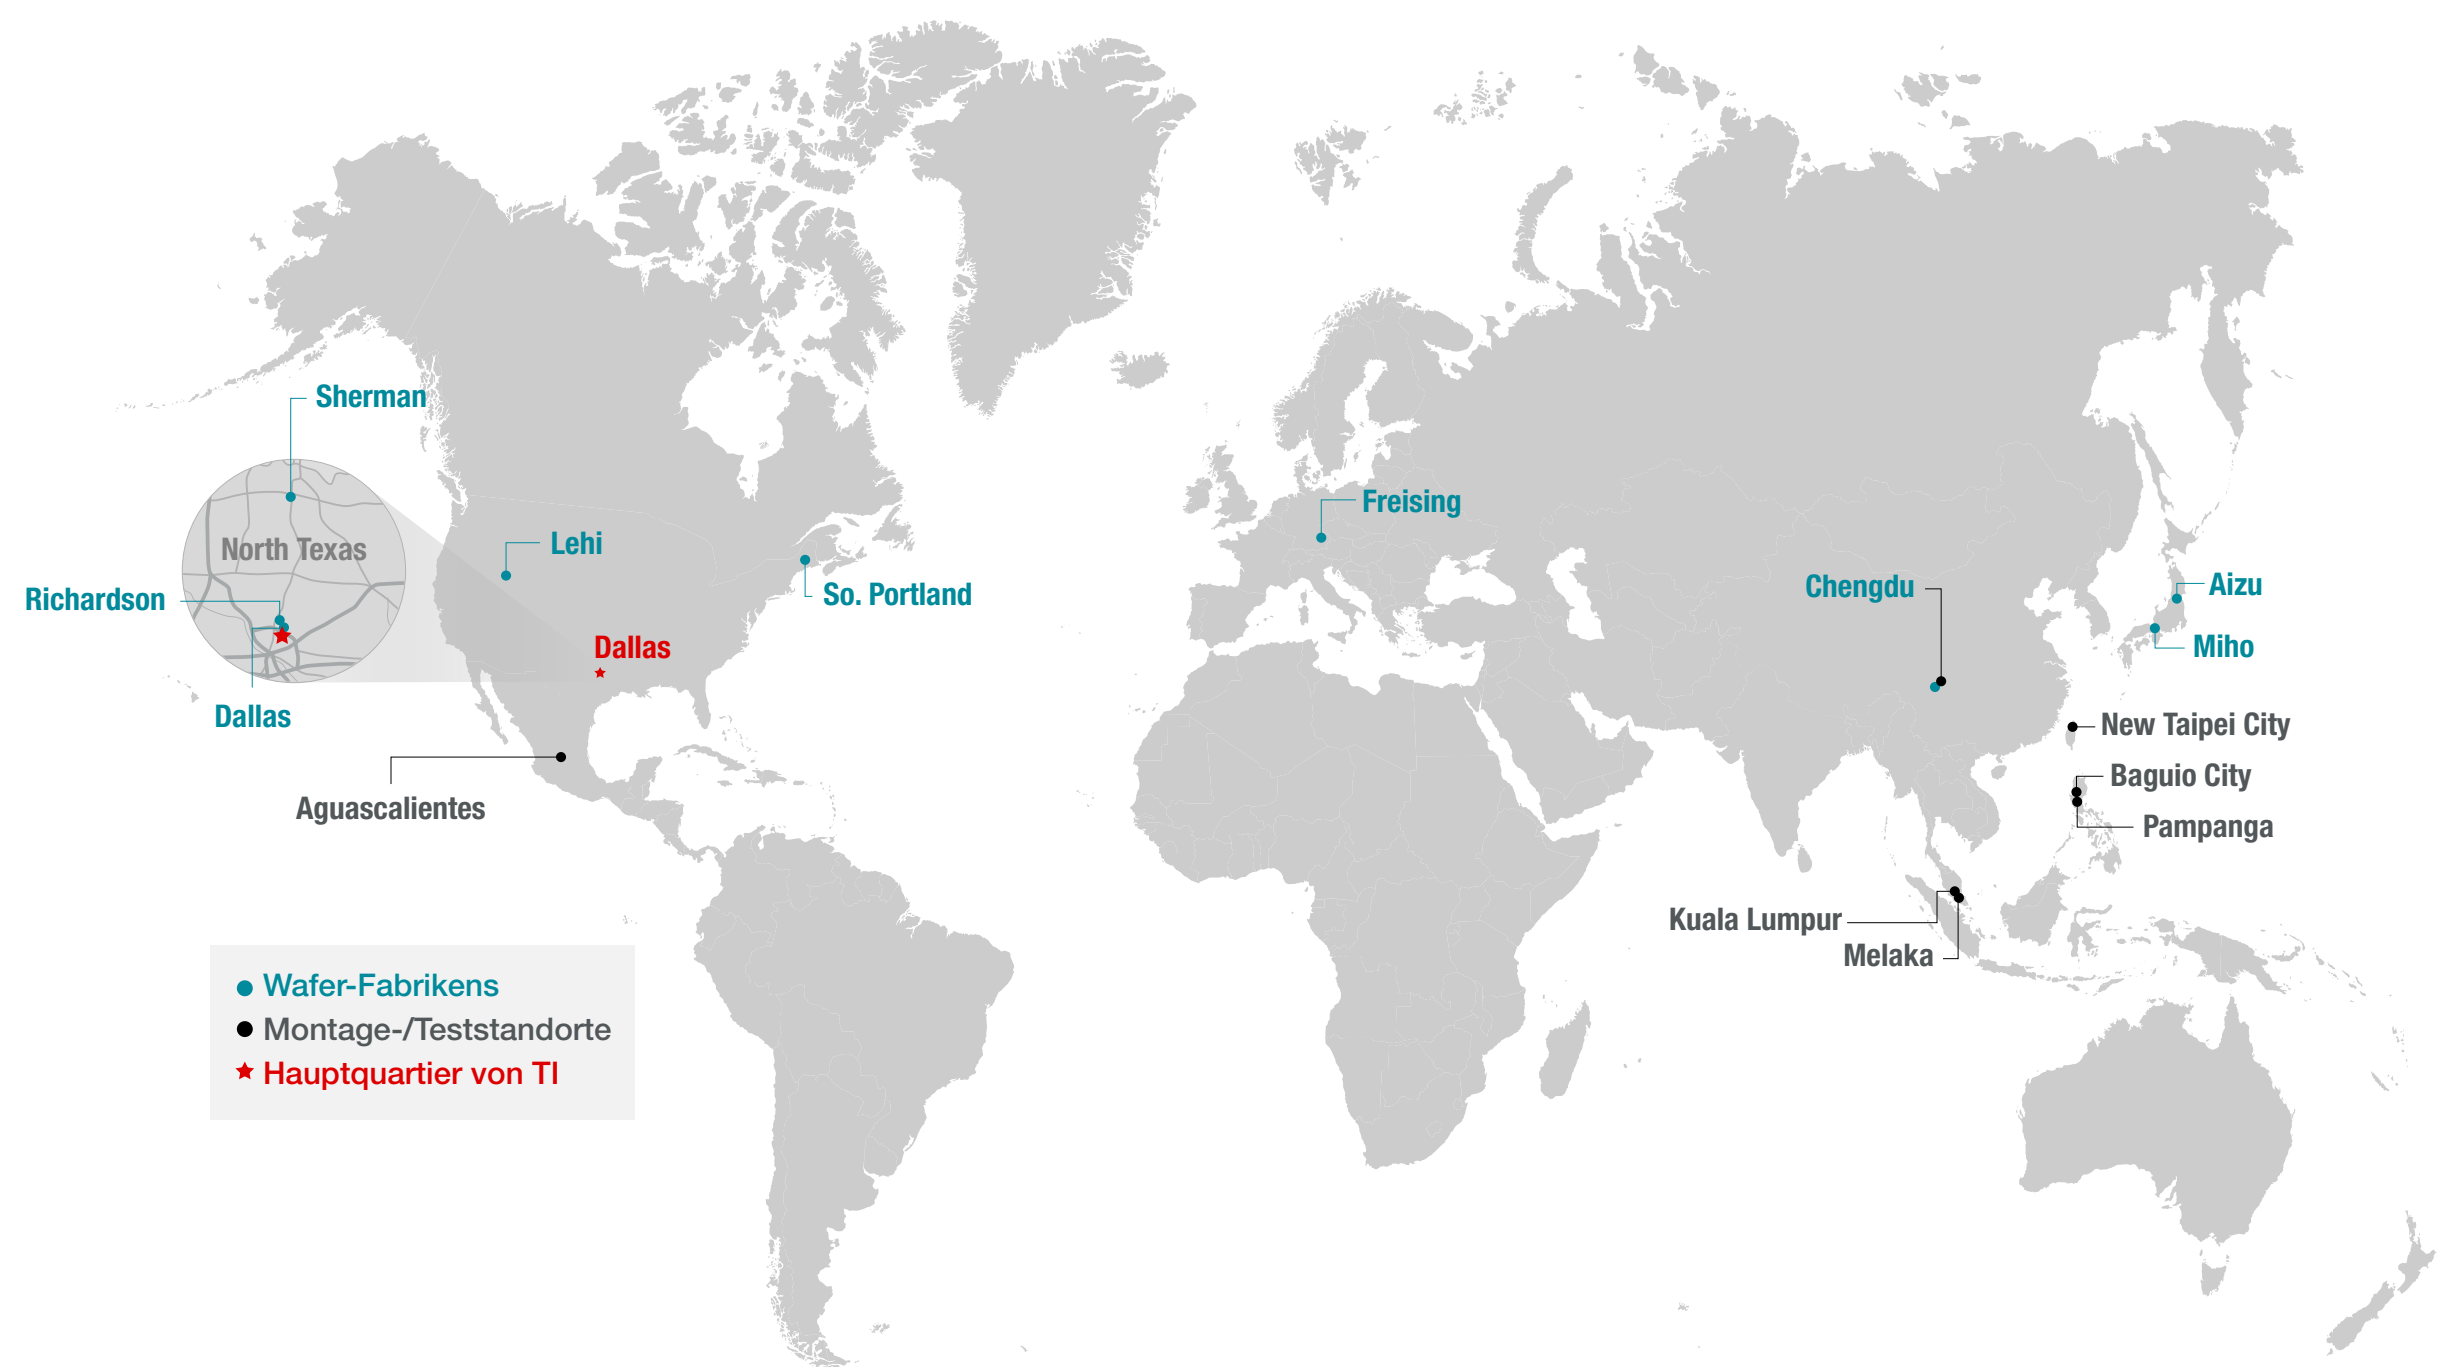 Sherman
North Texas
Richardson
Dallas
Lehi
So. Portland
Dallas
Aguascalientes
Freising
Chengdu
Aizu
Miho
New Taipei City
Baguio City
Pampanga
Kuala Lumpur
Melaka
Wafer-Fabrikens
Montage-/Teststandorte
Hauptquartier von TI